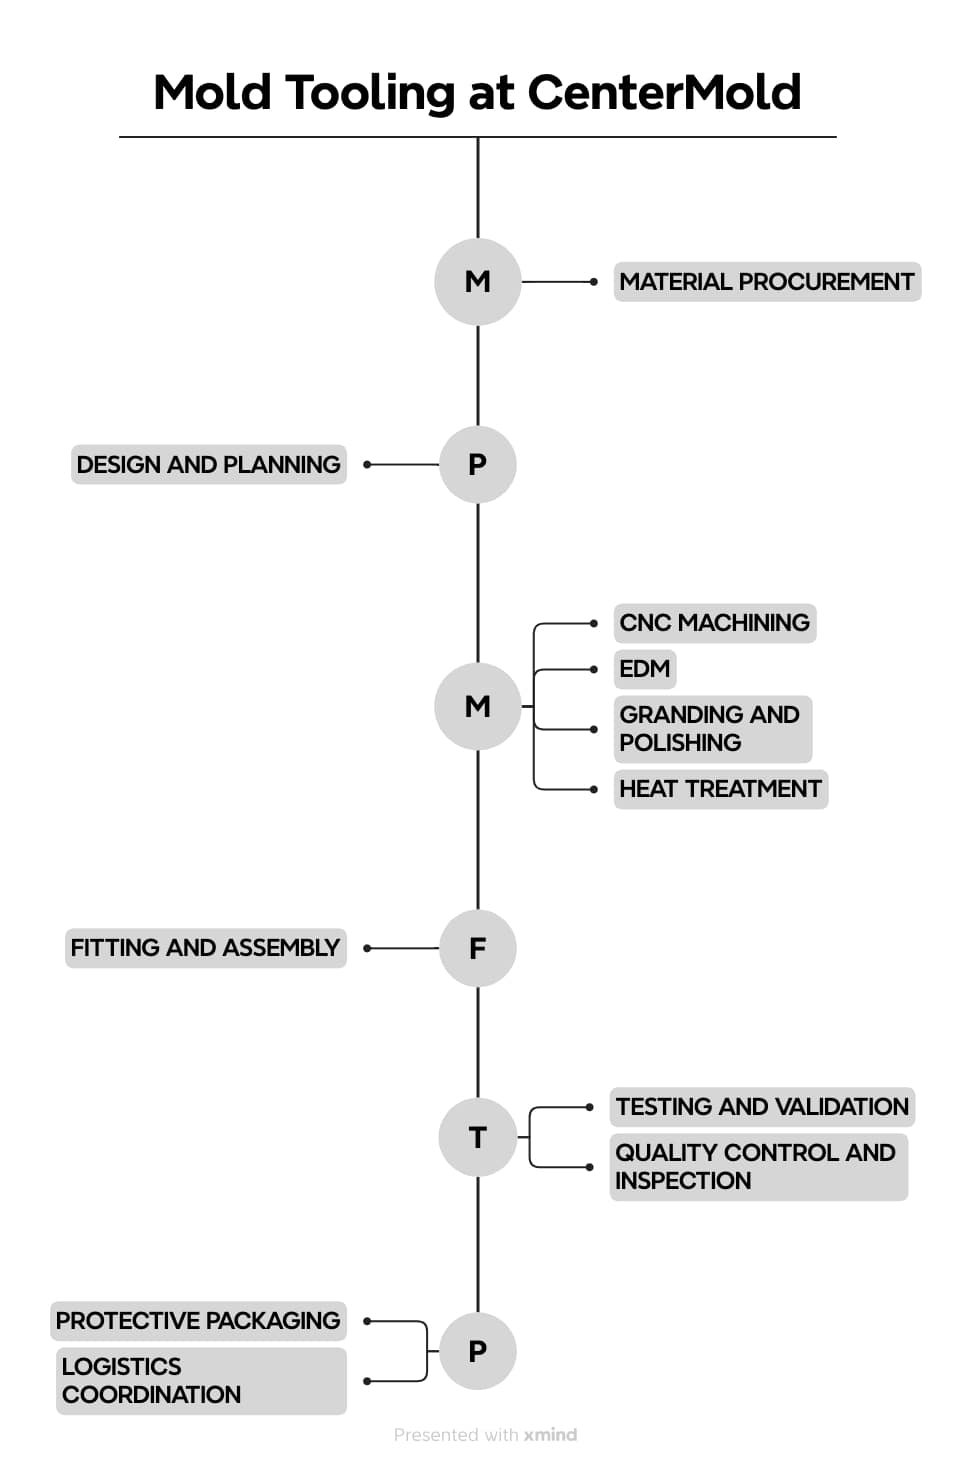 Mold Tooling at CenterMold
M
MATERIAL PROCUREMENT
DESIGN AND PLANNING
P
CNC MACHINING
EDM
M
GRANDING AND
POLISHING
HEAT TREATMENT
FITTING AND ASSEMBLY
F
TESTING AND VALIDATION
T
QUALITY CONTROL AND
INSPECTION
PROTECTIVE PACKAGING
P
LOGISTICS
COORDINATION
Presented with xmind